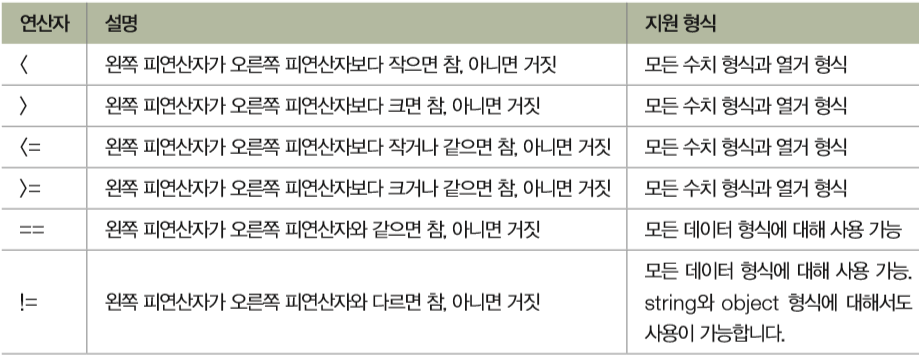 연산자 설명 지원 형식
< 왼쪽 피연산자가 오른쪽 피연산자보다 작으면 참, 아니면 거짓 모든 수치 형식과 열거 형식
> 왼쪽 피연산자가 오른쪽 피연산자보다 크면 참, 아니면 거짓 모든 수치 형식과 열거 형식
<= 왼쪽 피연산자가 오른쪽 피연산자보다 작거나 같으면 참, 아니면 거짓 모든 수치 형식과 열거 형식
>= 왼쪽 피연산자가 오른쪽 피연산자보다 크거나 같으면 참, 아니면 거짓 모든 수치 형식과 열거 형식
== 왼쪽 피연산자가 오른쪽 피연산자와 같으면 참, 아니면 거짓 모든 데이터 형식에 대해 사용 가능
!= 왼쪽 피연산자가 오른쪽 피연산자와 다르면 참, 아니면 거짓 모든 데이터 형식에 대해 사용 가능.
string와 object 형식에 대해서도
사용이 가능합니다.